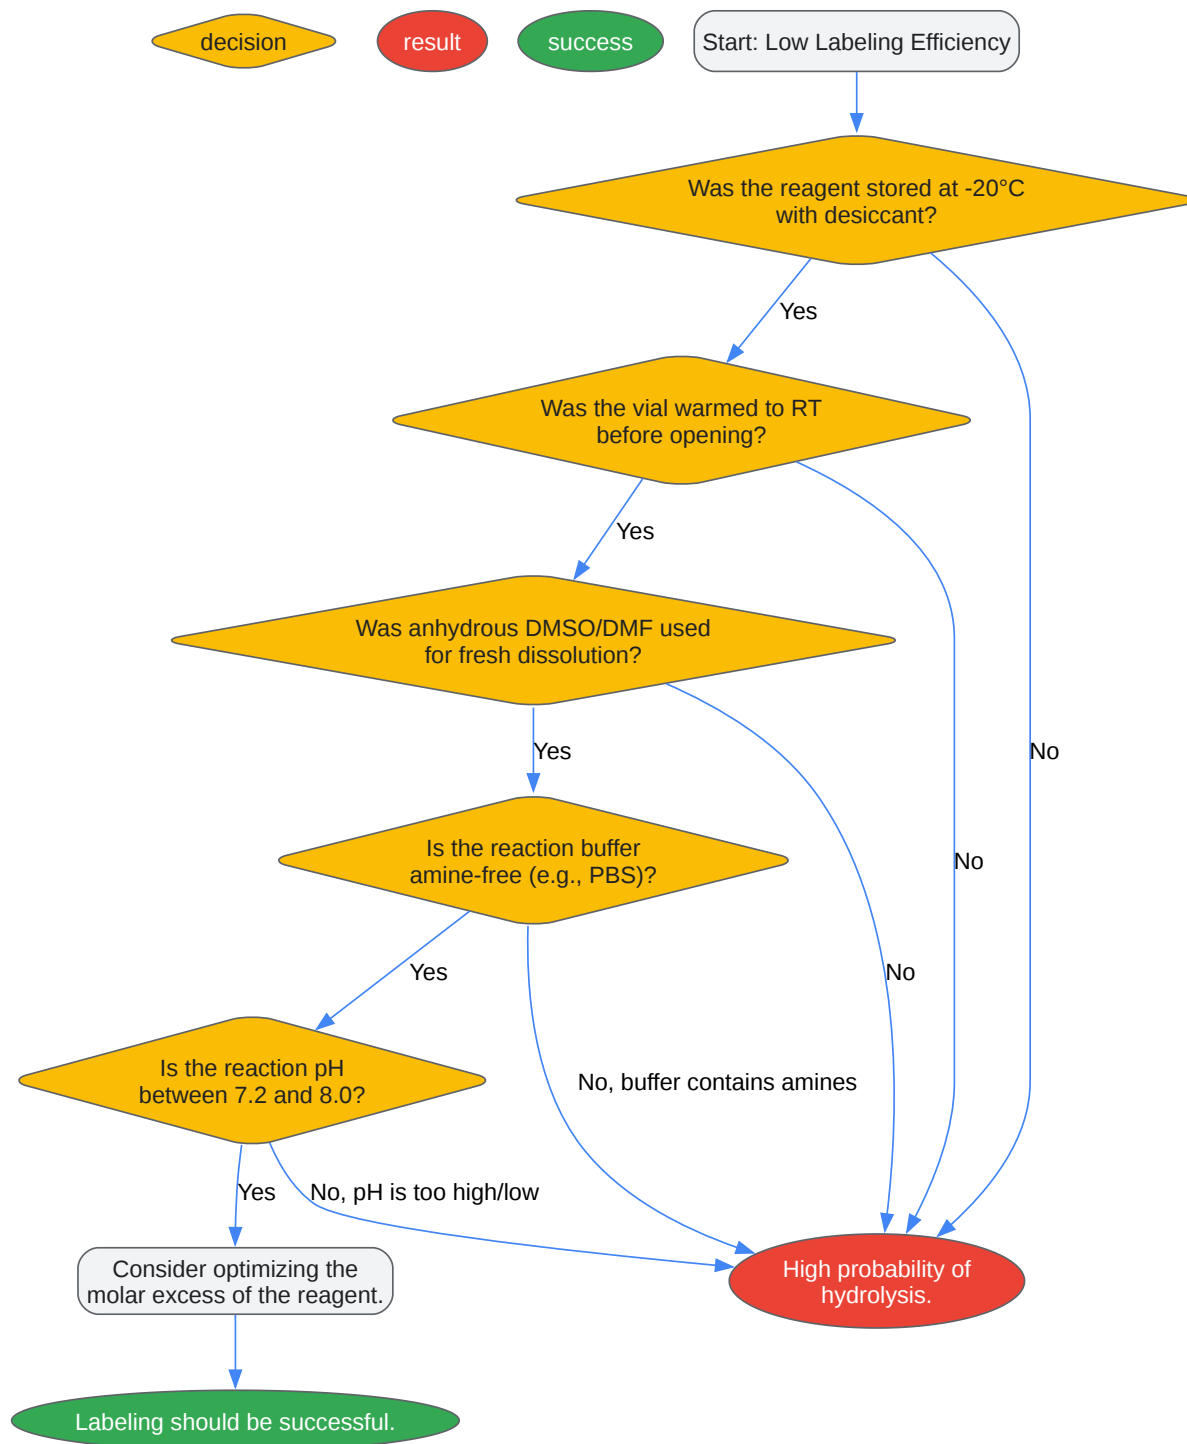 decision
result
success
Start: Low Labeling Efficiency
Was the reagent stored at -20°C
with desiccant?
Yes
Was the vial warmed to RT
before opening?
Yes
Was anhydrous DMSO/DMF used
for fresh dissolution?
Yes
No
Is the reaction buffer
amine-free (e.g., PBS)?
No
Yes
No
Is the reaction pH
between 7.2 and 8.0?
No, buffer contains amines
Yes
No, pH is too high/low
Consider optimizing the
molar excess of the reagent.
High probability of
hydrolysis.
Labeling should be successful.